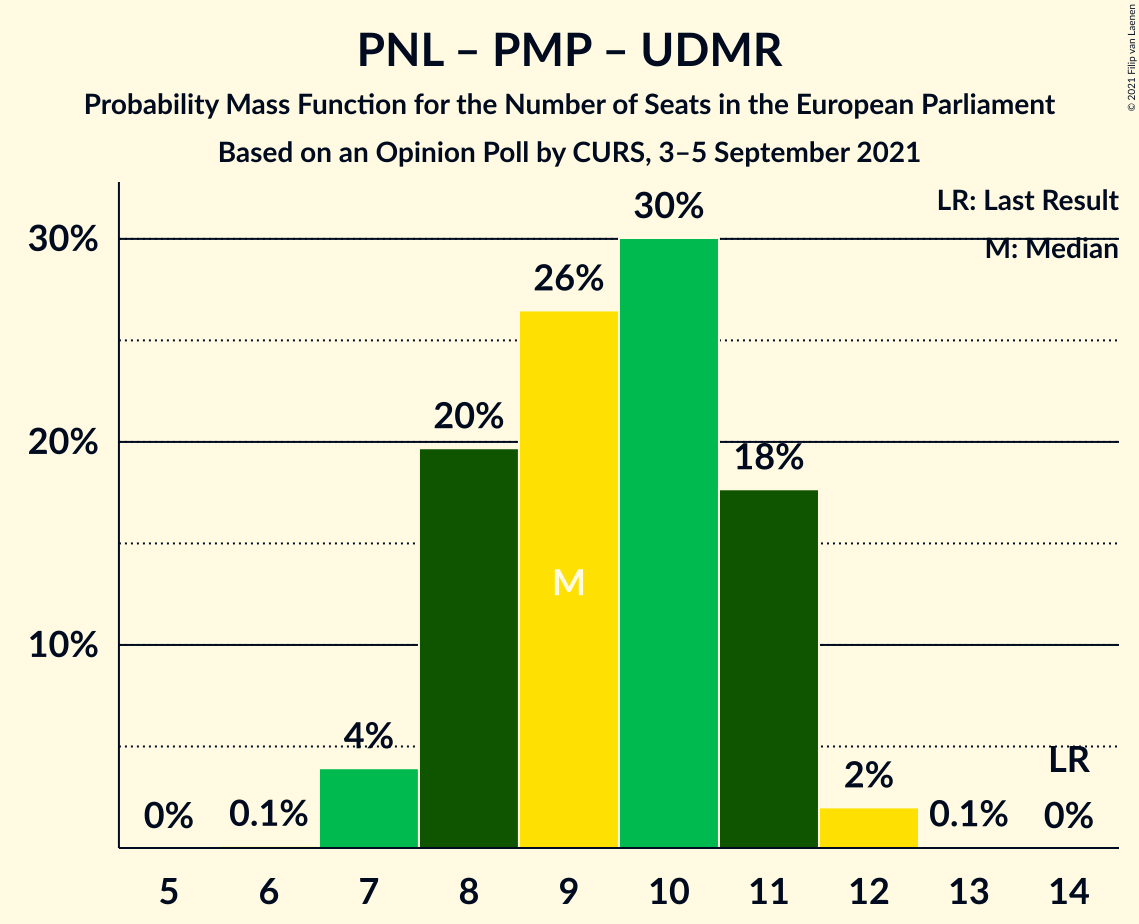 PNL – PMP – UDMR
Probability Mass Function for the Number of Seats in the European Parliament
Based on an Opinion Poll by CURS, 3–5 September 2021
© 2021 Filip van Laenen
LR: Last Result
M: Median
30%
20%
10%
0%
0.1%
4%
20%
26%
30%
18%
2%
0.1%
0%
M
LR
5 6 7 8 9 10 11 12 13 14